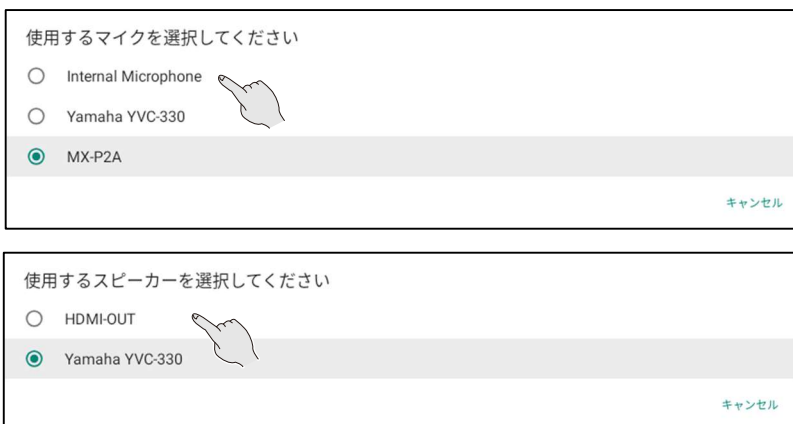 使用するマイクを選択してください
Internal Microphone
Yamaha YVC-330
MX-P2A
キャンセル
使用するスピーカーを選択してください
HDMI-OUT
Yamaha YVC-330
キャンセル